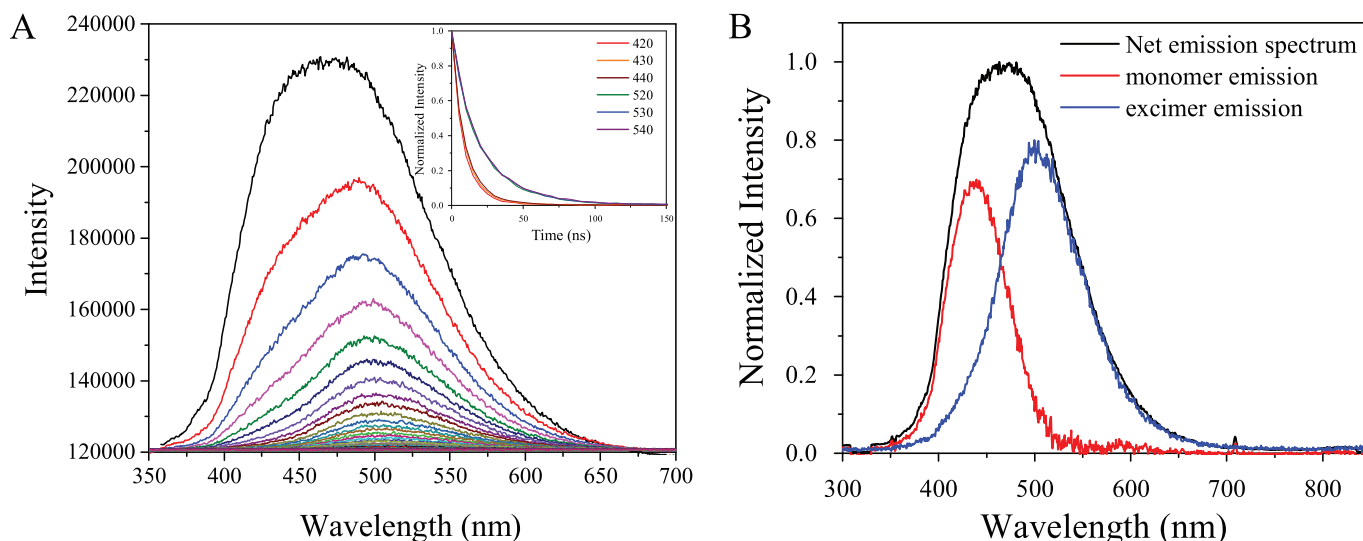 A
240000
220000
200000
180000
160000
140000
120000
350 400 450 500 550 600 650 700
Intensity
Wavelength (nm)
1.0
0.8
0.6
0.4
0.2
0.0
0 50 100 150
Normalized Intensity
Time (ns)
420
430
440
520
530
540
B
1.0
0.8
0.6
0.4
0.2
0.0
300 400 500 600 700 800
Normalized Intensity
Wavelength (nm)
Net emission spectrum
monomer emission
excimer emission